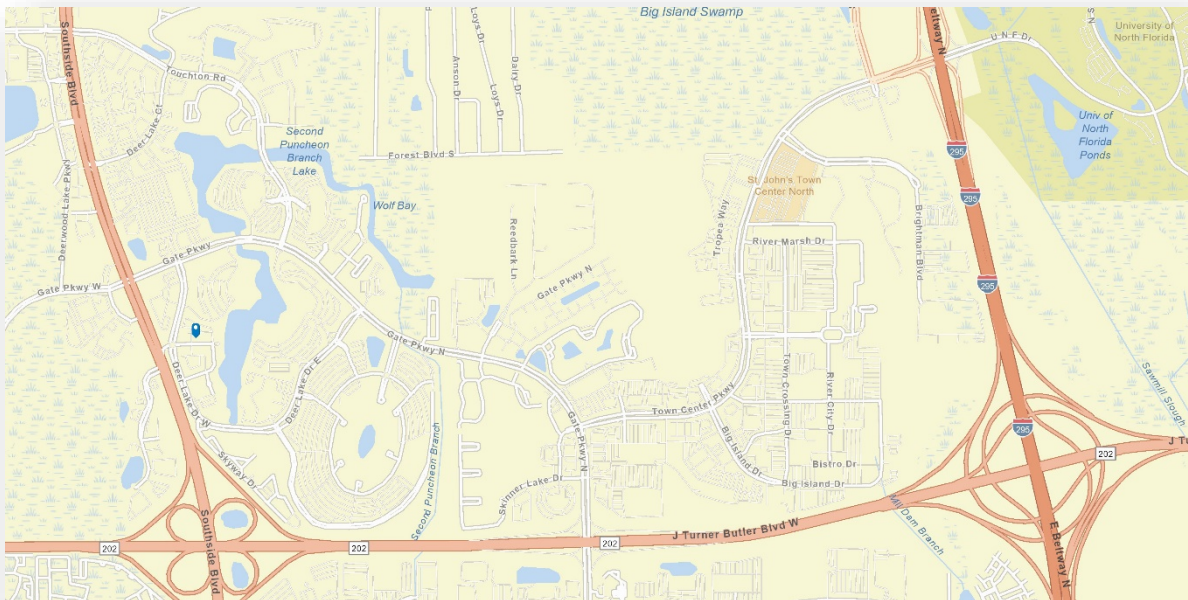 Big Island Swamp
Southside Blvd
Touchton Rd
Anson Dr
Loys Dr
Loys Dr
Dairy Dr
Beltway N
U N F Dr
University of
North Florida
Deer Lake Ct
Second
Puncheon
Branch
Lake
Forest Blvd S
295
Univ of
North
Florida
Ponds
St. John's Town
Center North
Deerwood Lake Pkwy
Wolf Bay
Reedbark Ln
Tropea Way
Brightman Blvd
295
River Marsh Dr
Gate Pkwy
Gate Pkwy W
Gate Pkwy N
295
Gate Pkwy N
Deer Lake Dr W
Deer Lake Dr E
Town Crossing Dr
River City Dr
Sawmill Slough
Town Center Pkwy
Gate Pkwy N
Big Island Dr
295
202
Skyway Dr
Second Puncheon Branch
Skinner Lake Dr
Bistro Dr
Big Island Dr
Mill Dam Branch
Southside Blvd
202
202
202
J Turner Butler Blvd W
E Beltway N